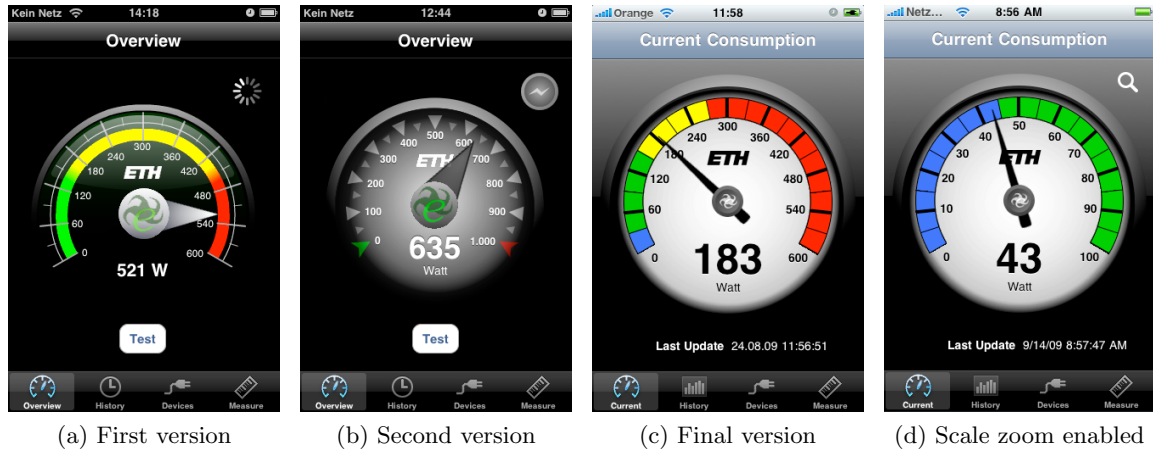 Kein Netz 14:18
Overview
0 60 120 180 240 300 360 420 480 540 600
ETH
e
521 W
Test
Overview History Devices Measure
(a) First version
Kein Netz 12:44
Overview
0 100 200 300 400 500 600 700 800 900 1.000
ETH
e
635
Watt
Test
Overview History Devices Measure
(b) Second version
Orange 11:58
Current Consumption
0 60 120 180 240 300 360 420 480 540 600
ETH
183
Watt
Last Update 24.08.09 11:56:51
Current History Devices Measure
(c) Final version
Netz... 8:56 AM
Current Consumption
0 10 20 30 40 50 60 70 80 90 100
ETH
43
Watt
Last Update 9/14/09 8:57:47 AM
Current History Devices Measure
(d) Scale zoom enabled